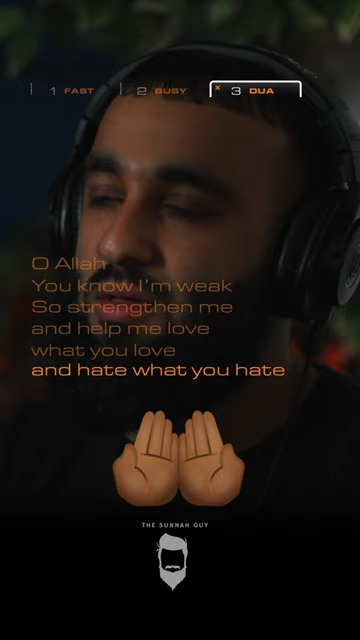 1 FAST 2 BUSY × 3 DUA
O Allah
You know I'm weak
So strengthen me
and help me love
what you love
and hate what you hate
THE SUNNAH GUY